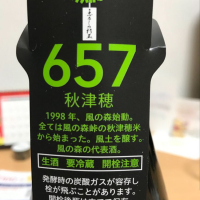 657
秋津穂
1998年、風の森始動。
全ては風の森峠の秋津穂米
から始まった。風土を醸す。
風の森の代表酒。
生酒 要冷蔵 開栓注意
発酵時の炭酸ガスが溶存し
栓が飛ぶことがあります。